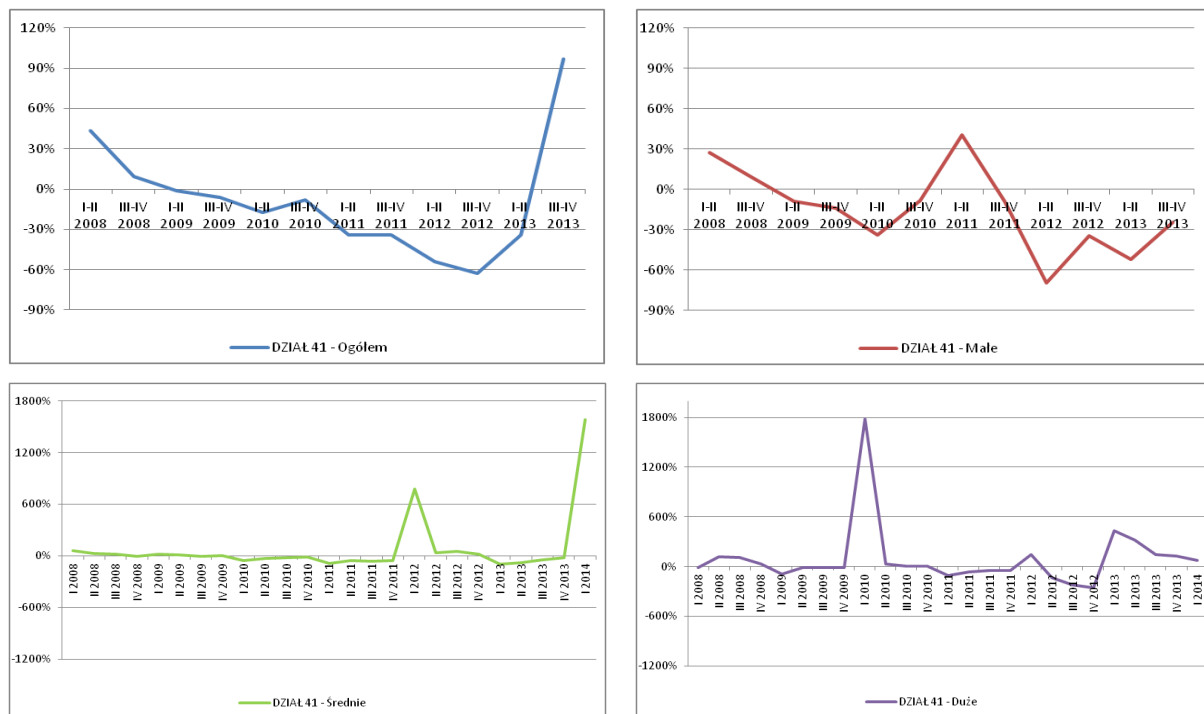 120%
90%
60%
30%
0%
-30%
-60%
-90%
I-II III-IV I-II III-IV I-II III-IV I-II III-IV I-II III-IV I-II III-IV
2008 2008 2009 2009 2010 2010 2011 2011 2012 2012 2013 2013
DZIAŁ 41 - Ogółem
120%
90%
60%
30%
0%
-30%
-60%
-90%
I-II III-IV I-II III-IV I-II III-IV I-II III-IV I-II III-IV I-II III-IV
2008 2008 2009 2009 2010 2010 2011 2011 2012 2012 2013 2013
DZIAŁ 41 - Małe
1800%
1200%
600%
0%
-600%
-1200%
I 2008
II 2008
III 2008
IV 2008
I 2009
II 2009
III 2009
IV 2009
I 2010
II 2010
III 2010
IV 2010
I 2011
II 2011
III 2011
IV 2011
I 2012
II 2012
III 2012
IV 2012
I 2013
II 2013
III 2013
IV 2013
I 2014
DZIAŁ 41 - Średnie
1800%
1200%
600%
0%
-600%
-1200%
I 2008
II 2008
III 2008
IV 2008
I 2009
II 2009
III 2009
IV 2009
I 2010
II 2010
III 2010
IV 2010
I 2011
II 2011
III 2011
IV 2011
I 2012
II 2012
III 2012
IV 2012
I 2013
II 2013
III 2013
IV 2013
I 2014
DZIAŁ 41 - Duże